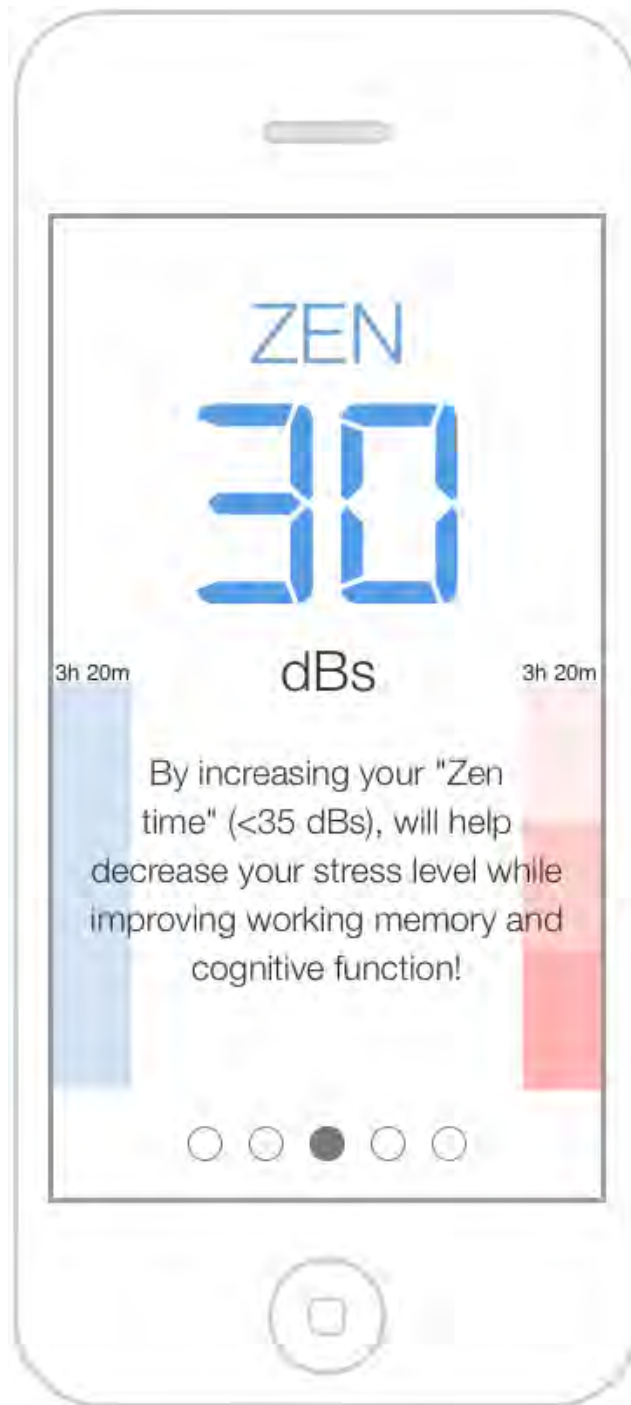 ZEN
30
dBs
3h 20m
3h 20m
By increasing your "Zen
time" (<35 dBs), will help
decrease your stress level while
improving working memory and
cognitive function!